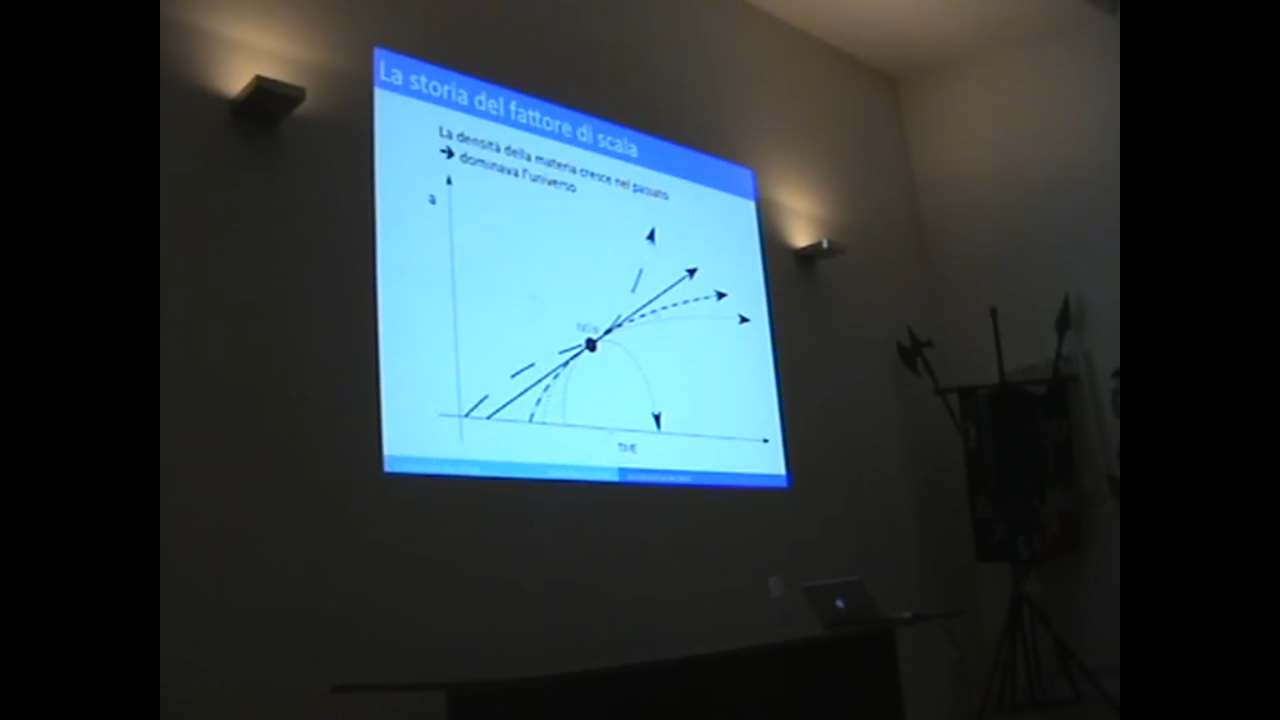 La storia del fattore di scala
La densità della materia cresce nel passato
➔ dominava l'universo
a
TIME